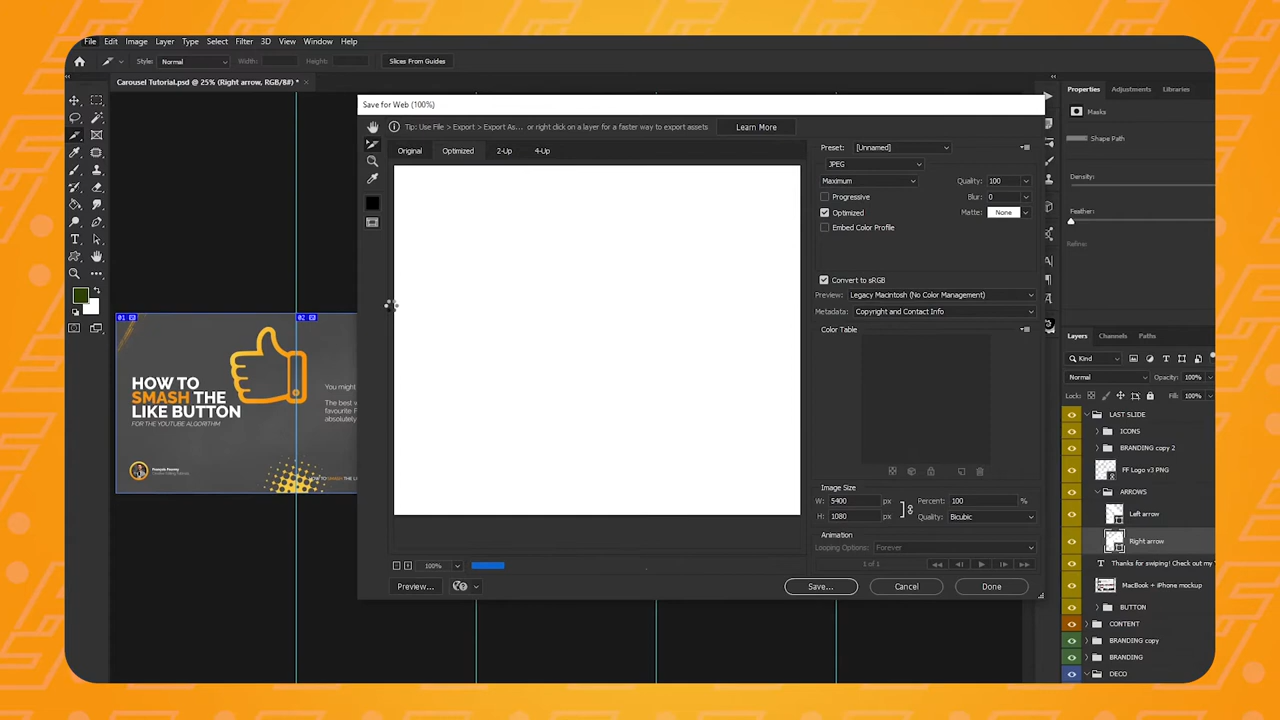 File Edit Image Layer Type Select Filter 3D View Window Help
Style: Normal Width: Height: Slices From Guides
Carousel Tutorial.psd @ 25% (Right arrow, RGB/8#) *
Save for Web (100%)
Tip: Use File > Export > Export As... or right click on a layer for a faster way to export assets
Learn More
Original Optimized 2-Up 4-Up
Preset: [Unnamed]
JPEG
Maximum Quality: 100
Progressive Blur: 0
Optimized Matte: None
Embed Color Profile
Convert to sRGB
Preview: Legacy Macintosh (No Color Management)
Metadata: Copyright and Contact Info
Color Table
Image Size
W: 5400 px Percent: 100 %
H: 1080 px Quality: Bicubic
Animation
Looping Options: Forever
1 of 1
100%
Preview...
Save... Cancel Done
01 02
HOW TO
SMASH THE
LIKE BUTTON
FOR THE YOUTUBE ALGORITHM
You might
The best w
favourite F
absolutely
HOW TO SMASH THE
Properties Adjustments Libraries
Masks
Shape Path
Density:
Feather:
Refine:
Layers Channels Paths
Kind
Normal Opacity: 100%
Locks: Fill: 100%
LAST SLIDE
ICONS
BRANDING copy 2
FF Logo v3 PNG
ARROWS
Left arrow
Right arrow
Thanks for swiping! Check out my
MacBook + iPhone mockup
BUTTON
CONTENT
BRANDING copy
BRANDING
DECO